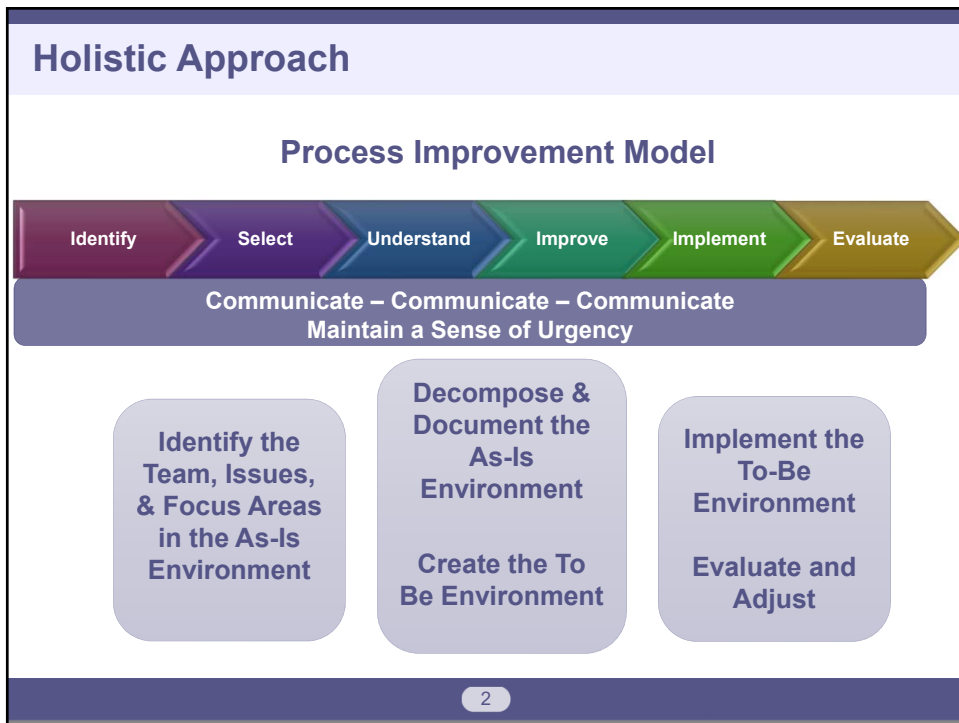 Holistic Approach
Process Improvement Model
Identify
Select
Understand
Improve
Implement
Evaluate
Communicate – Communicate – Communicate
Maintain a Sense of Urgency
Identify the
Team, Issues,
& Focus Areas
in the As-Is
Environment
Decompose &
Document the
As-Is
Environment
Create the To
Be Environment
Implement the
To-Be
Environment
Evaluate and
Adjust
2